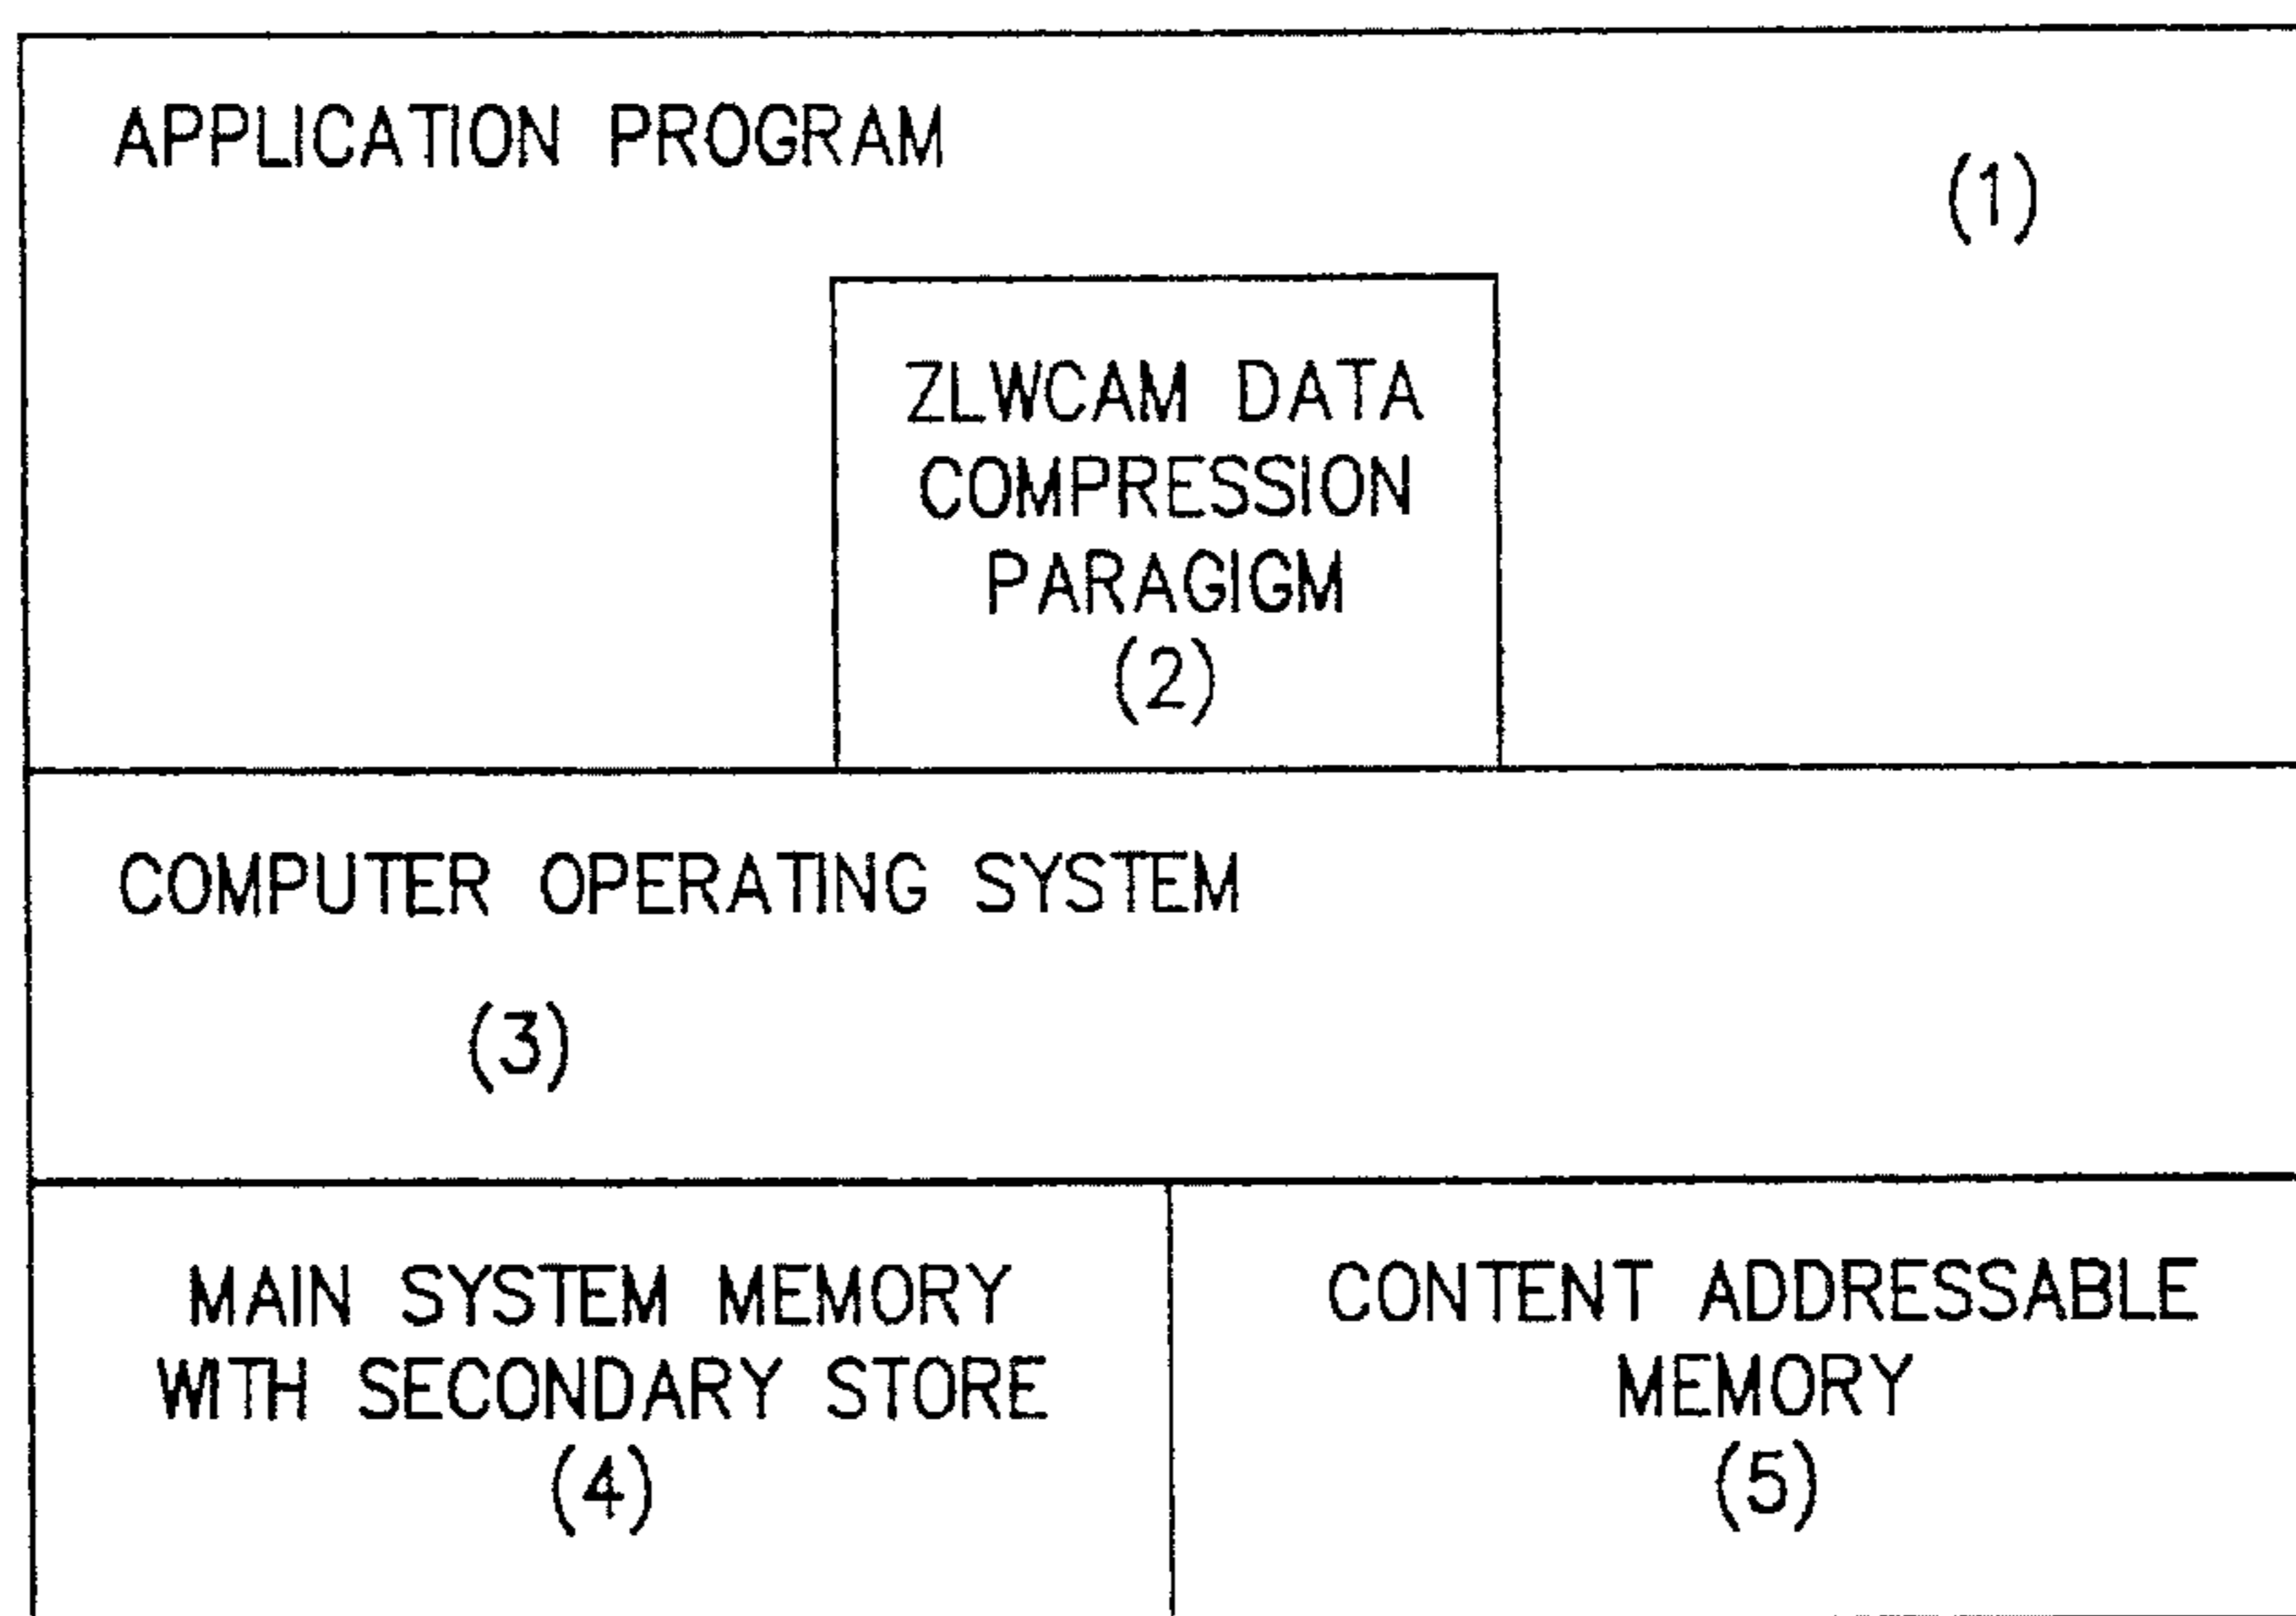 APPLICATION PROGRAM
(1)
ZLWCAM DATA
COMPRESSION
PARAGIGM
(2)
COMPUTER OPERATING SYSTEM
(3)
MAIN SYSTEM MEMORY
WITH SECONDARY STORE
(4)
CONTENT ADDRESSABLE
MEMORY
(5)